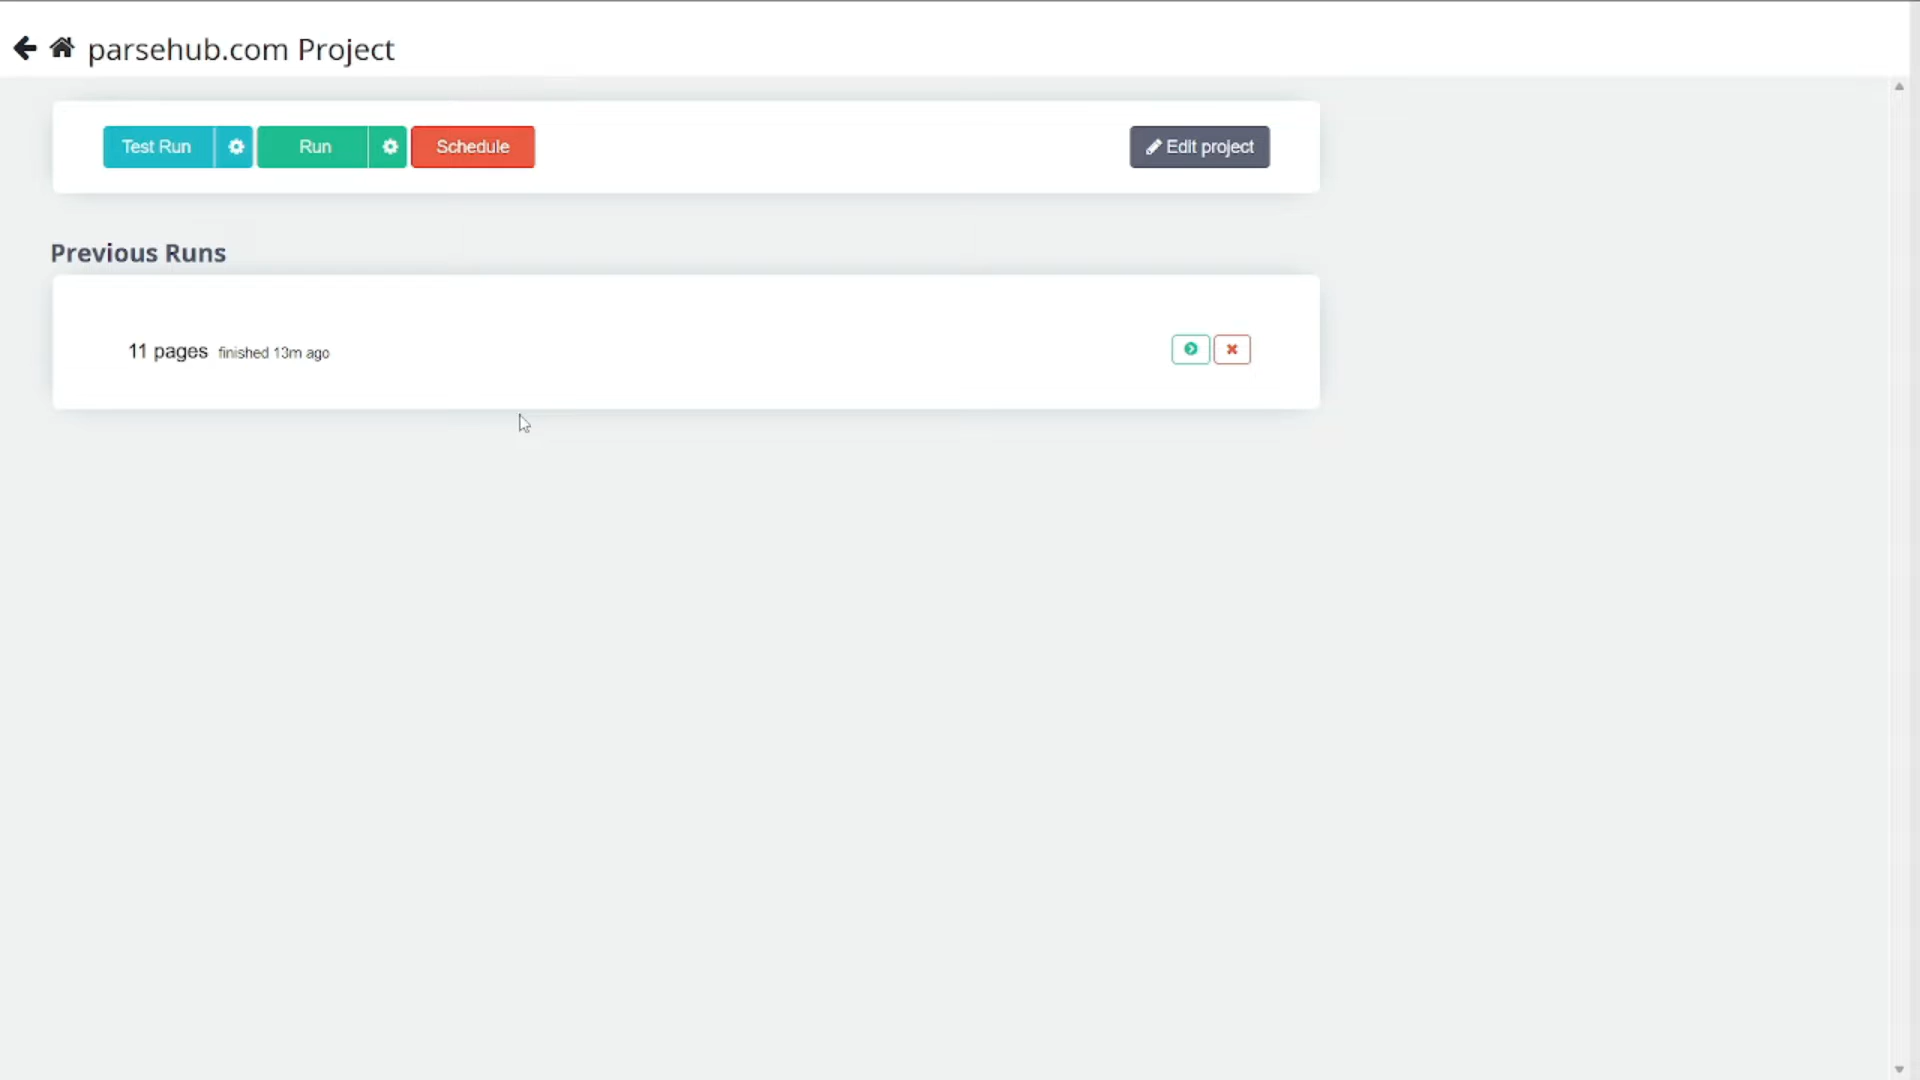 parsehub.com Project
Test Run Run Schedule Edit project
Previous Runs
11 pages finished 13m ago